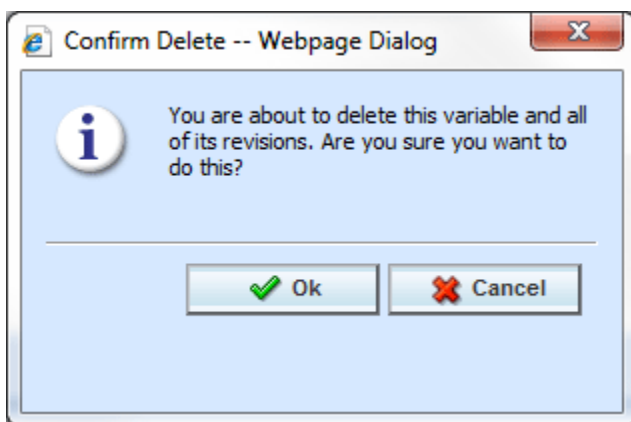 Confirm Delete -- Webpage Dialog
You are about to delete this variable and all
of its revisions. Are you sure you want to
do this?
Ok
Cancel